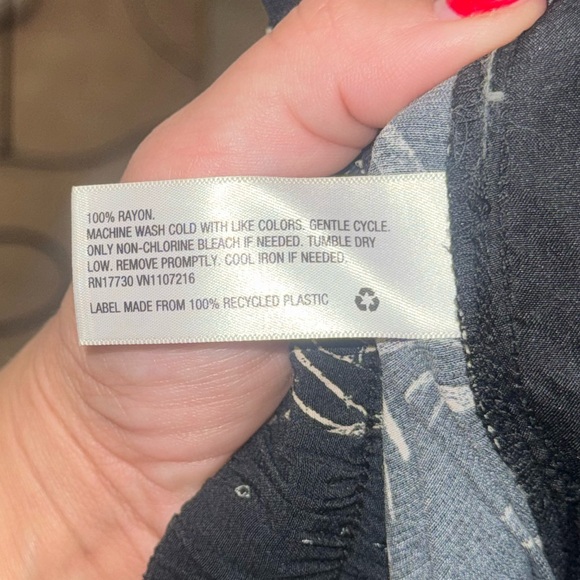 100% RAYON.
MACHINE WASH COLD WITH LIKE COLORS. GENTLE CYCLE.
ONLY NON-CHLORINE BLEACH IF NEEDED. TUMBLE DRY
LOW. REMOVE PROMPTLY. COOL IRON IF NEEDED.
RN17730 VN1107216
LABEL MADE FROM 100% RECYCLED PLASTIC